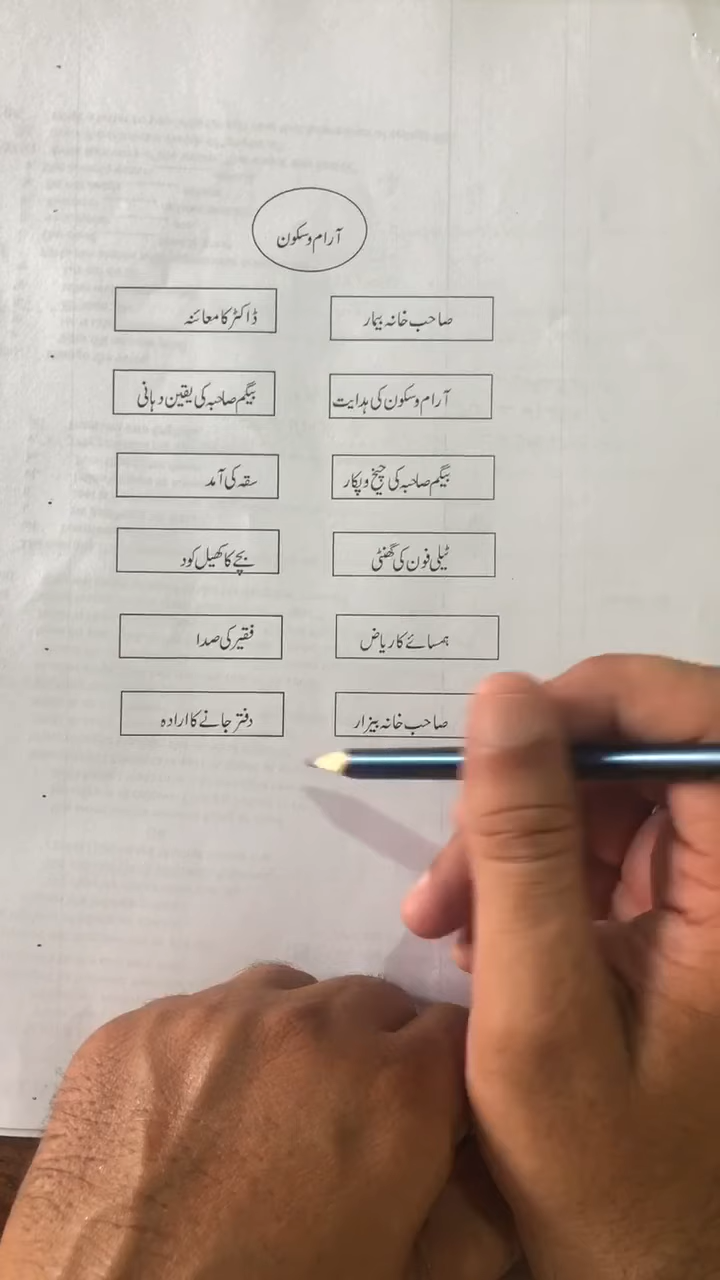 آرام و سکون
صاحب خانہ بیمار
ڈاکٹر کا معائنہ
آرام و سکون کی ہدایت
بیگم صاحبہ کی یقین دہانی
بیگم صاحبہ کی چیخ و پکار
سقہ کی آمد
ٹیلی فون کی گھنٹی
بچے کا کھیل کود
ہمسائے کا ریاض
فقیر کی صدا
صاحب خانہ بیزار
دفتر جانے کا ارادہ